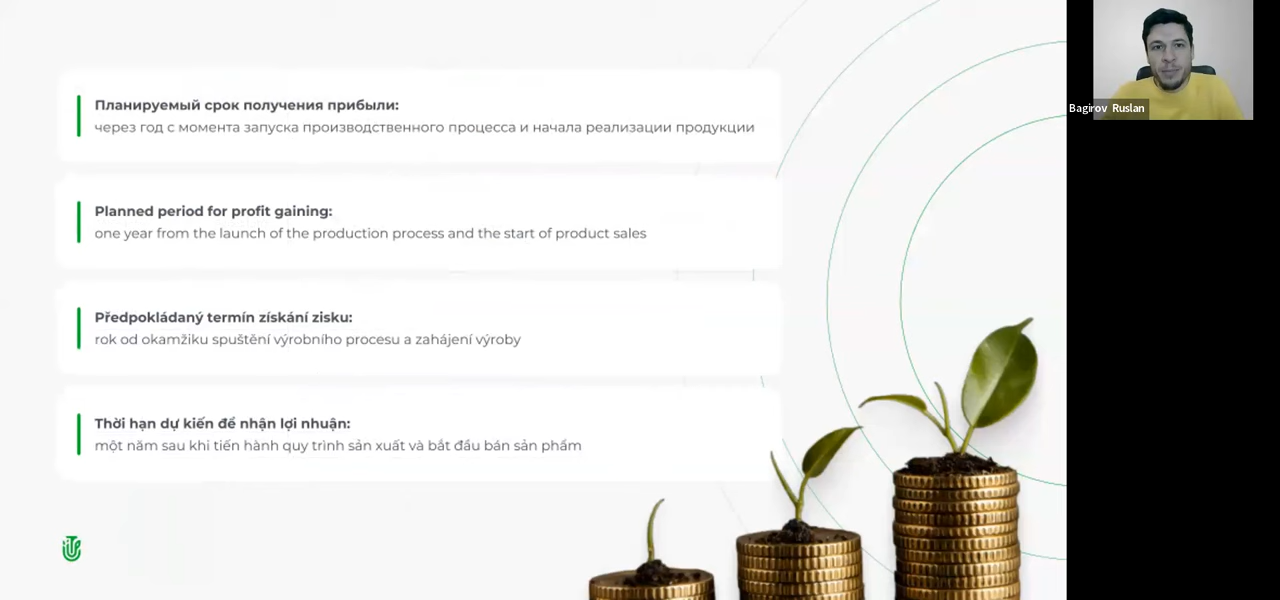 Планируемый срок получения прибыли:
через год с момента запуска производственного процесса и начала реализации продукции
Planned period for profit gaining:
one year from the launch of the production process and the start of product sales
Předpokládaný termín získání zisku:
rok od okamžiku spuštění výrobního procesu a zahájení výroby
Thời hạn dự kiến để nhận lợi nhuận:
một năm sau khi tiến hành quy trình sản xuất và bắt đầu bán sản phẩm
Bagirov Ruslan